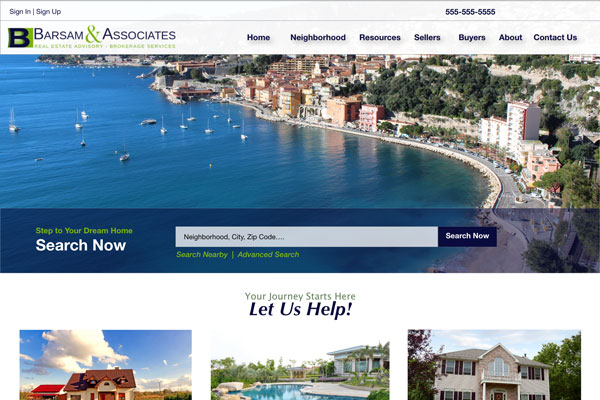 Sign In | Sign Up
555-555-5555
B
BARSAM & ASSOCIATES
REAL ESTATE ADVISORY · BROKERAGE SERVICES
Home Neighborhood Resources Sellers Buyers About Contact Us
Step to Your Dream Home
Search Now
Neighborhood, City, Zip Code....
Search Now
Search Nearby | Advanced Search
Your Journey Starts Here
Let Us Help!